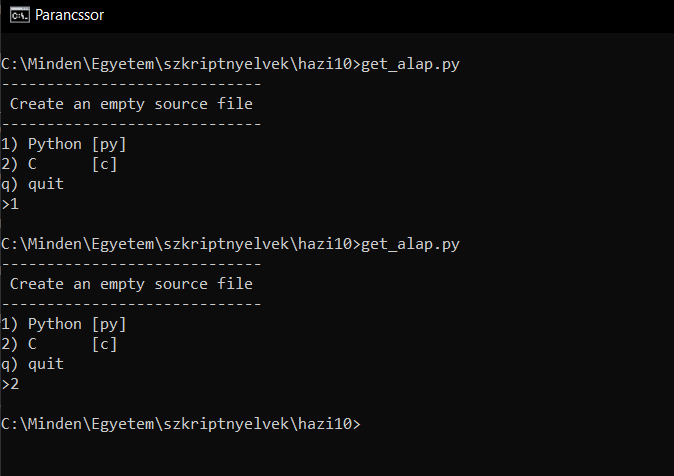 Parancssor
C:\Minden\Egyetem\szkriptnyelvek\hazi10>get_alap.py
-----------------------------
 Create an empty source file
-----------------------------
1) Python [py]
2) C      [c]
q) quit
>1
C:\Minden\Egyetem\szkriptnyelvek\hazi10>get_alap.py
-----------------------------
 Create an empty source file
-----------------------------
1) Python [py]
2) C      [c]
q) quit
>2
C:\Minden\Egyetem\szkriptnyelvek\hazi10>